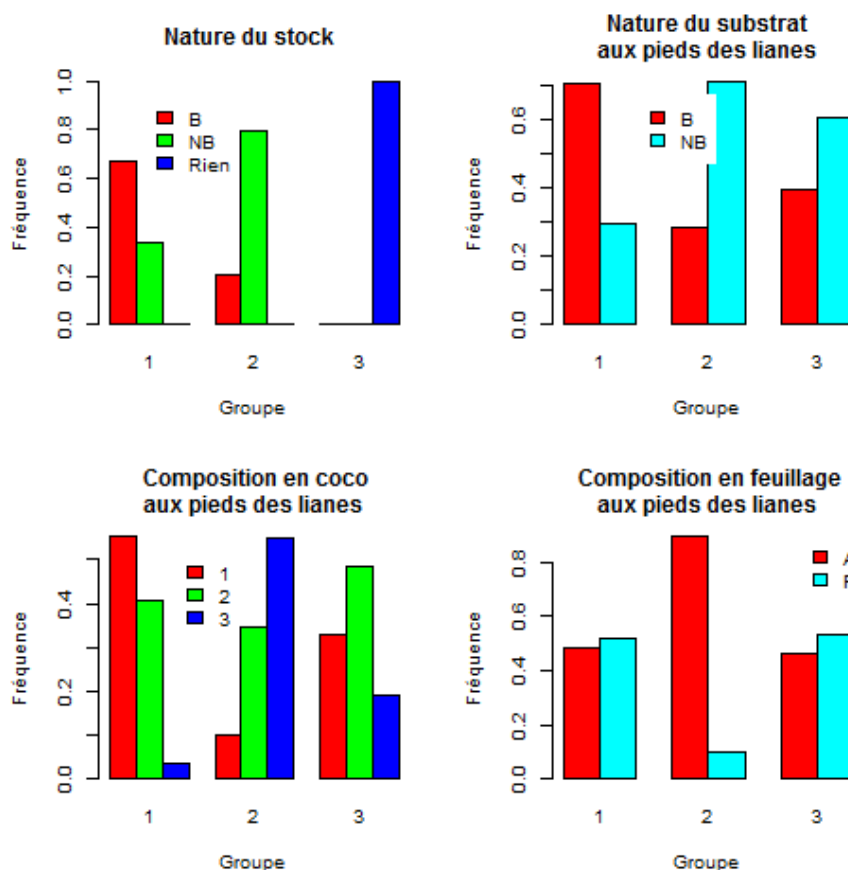 Nature du stock
Fréquence
0.0 0.2 0.4 0.6 0.8 1.0
B
NB
Rien
1 2 3
Groupe
Nature du substrat
aux pieds des lianes
Fréquence
0.0 0.2 0.4 0.6
B
NB
1 2 3
Groupe
Composition en coco
aux pieds des lianes
Fréquence
0.0 0.2 0.4
1
2
3
1 2 3
Groupe
Composition en feuillage
aux pieds des lianes
Fréquence
0.0 0.2 0.4 0.6 0.8
1 2 3
Groupe